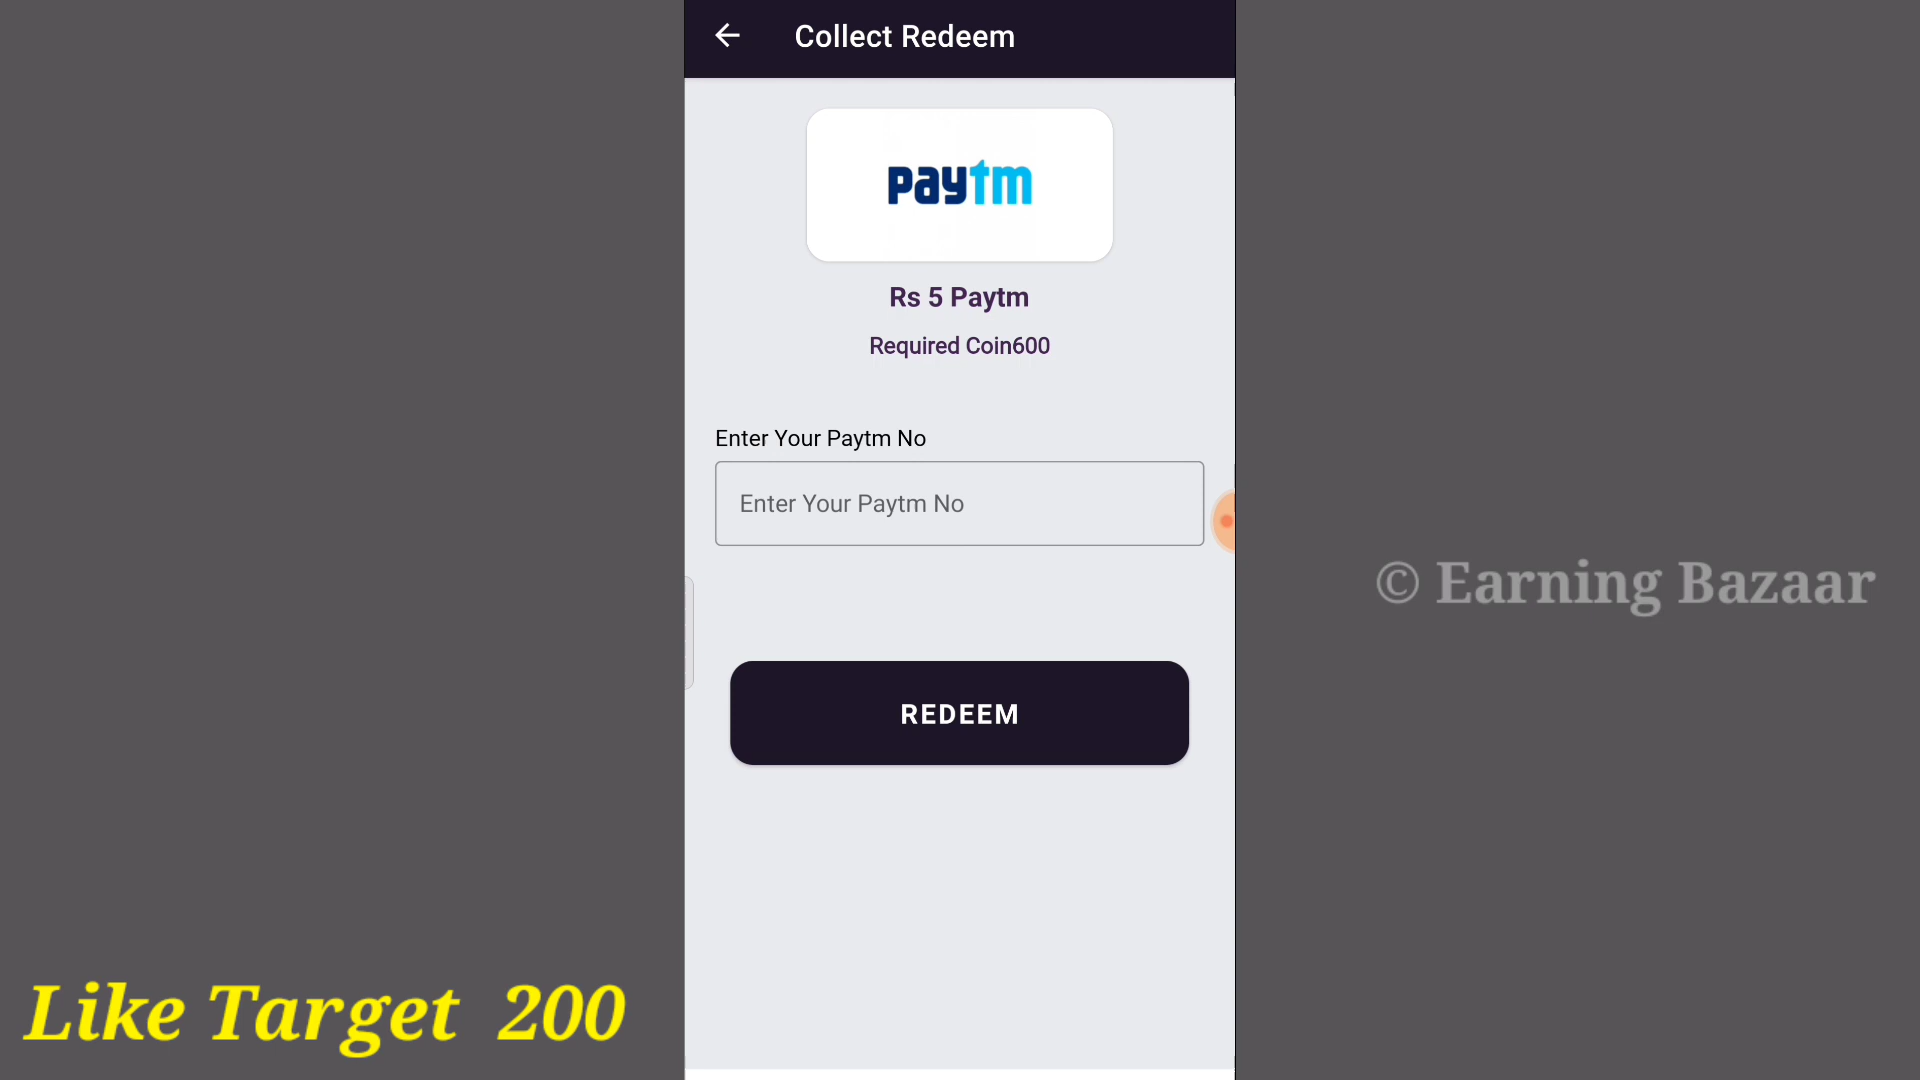 Collect Redeem
paytm
Rs 5 Paytm
Required Coin600
Enter Your Paytm No
Enter Your Paytm No
REDEEM
© Earning Bazaar
Like Target 200